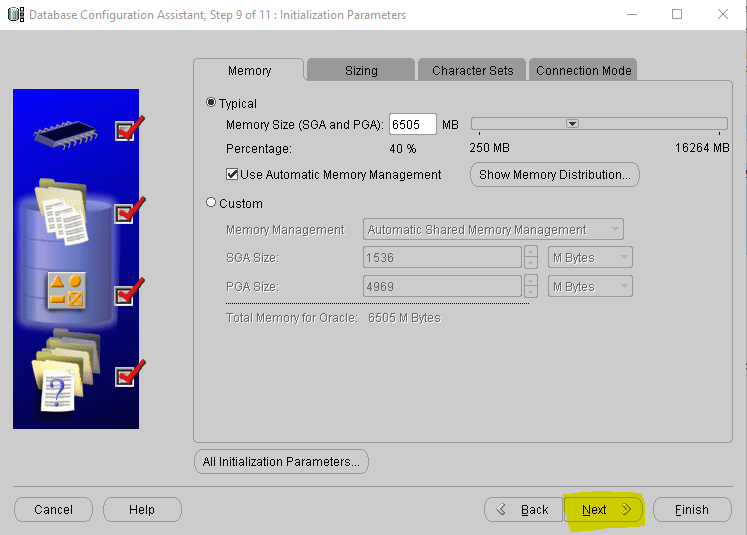 Database Configuration Assistant, Step 9 of 11 : Initialization Parameters
Memory Sizing Character Sets Connection Mode
Typical
Memory Size (SGA and PGA): 6505 MB
Percentage: 40 % 250 MB 16264 MB
Use Automatic Memory Management Show Memory Distribution...
Custom
Memory Management Automatic Shared Memory Management
SGA Size: 1536 M Bytes
PGA Size: 4969 M Bytes
Total Memory for Oracle: 6505 M Bytes
?
All Initialization Parameters...
Cancel Help Back Next Finish